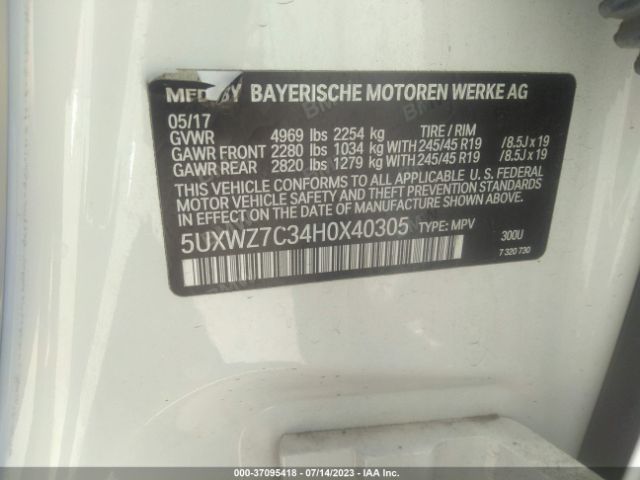 MFD BY BAYERISCHE MOTOREN WERKE AG
05/17
GVWR 4969 lbs 2254 kg TIRE / RIM
GAWR FRONT 2280 lbs 1034 kg WITH 245/45 R19 /8.5J x 19
GAWR REAR 2820 lbs 1279 kg WITH 245/45 R19 /8.5J x 19
THIS VEHICLE CONFORMS TO ALL APPLICABLE U.S. FEDERAL
MOTOR VEHICLE SAFETY AND THEFT PREVENTION STANDARDS
IN EFFECT ON THE DATE OF MANUFACTURE SHOWN ABOVE.
5UXWZ7C34H0X40305 TYPE: MPV 300U
7 320 730
000-37095418 - 07/14/2023 - IAA Inc.